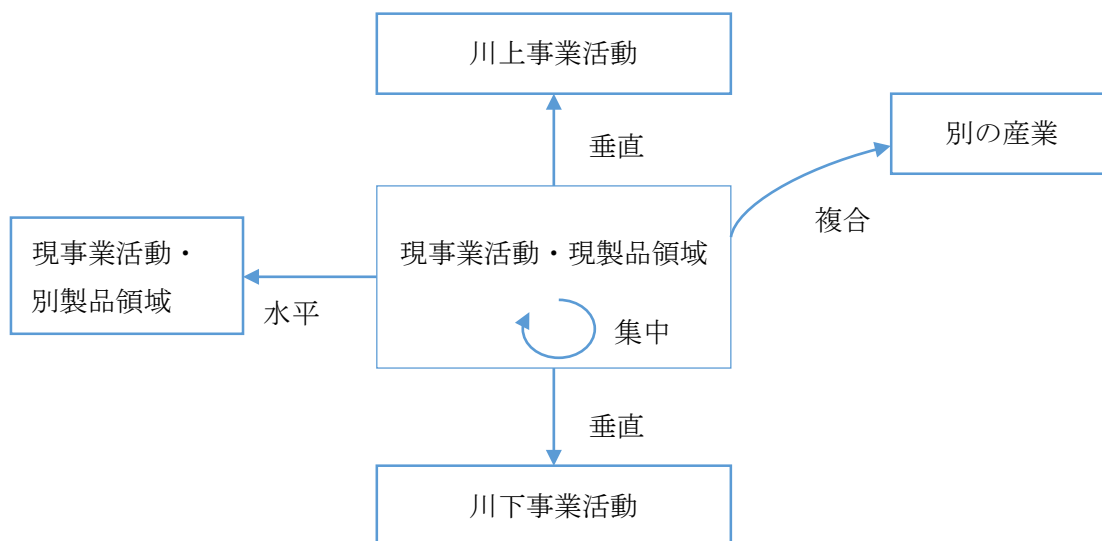 川上事業活動
別の産業
垂直
複合
現事業活動・
別製品領域
現事業活動・現製品領域
水平
集中
垂直
川下事業活動